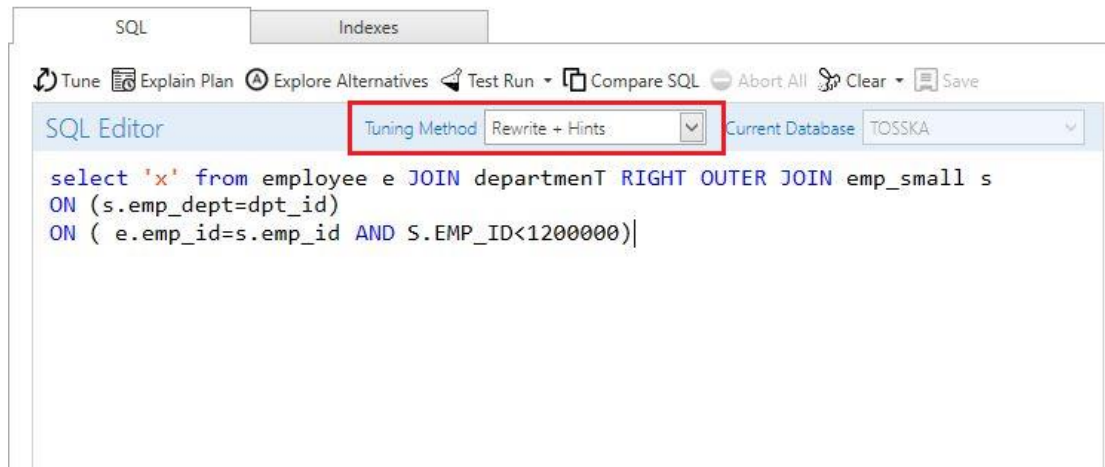 SQL Indexes
Tune Explain Plan Explore Alternatives Test Run Compare SQL Abort All Clear Save
SQL Editor Tuning Method Rewrite + Hints Current Database TOSSKA
select 'x' from employee e JOIN departmenT RIGHT OUTER JOIN emp_small s
ON (s.emp_dept=dpt_id)
ON ( e.emp_id=s.emp_id AND S.EMP_ID<1200000)